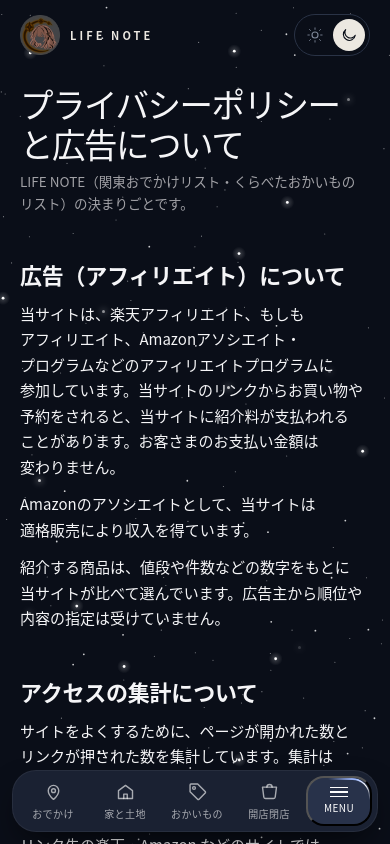 LIFE NOTE
プライバシーポリシー
と広告について
LIFE NOTE（関東おでかけリスト・くらべたおかいもの
リスト）の決まりごとです。
広告（アフィリエイト）について
当サイトは、楽天アフィリエイト、もしも
アフィリエイト、Amazonアソシエイト・
プログラムなどのアフィリエイトプログラムに
参加しています。当サイトのリンクからお買い物や
予約をされると、当サイトに紹介料が支払われる
ことがあります。お客さまのお支払い金額は
変わりません。
Amazonのアソシエイトとして、当サイトは
適格販売により収入を得ています。
紹介する商品は、値段や件数などの数字をもとに
当サイトが比べて選んでいます。広告主から順位や
内容の指定は受けていません。
アクセスの集計について
サイトをよくするために、ページが開かれた数と
リンクが押された数を集計しています。集計は
おでかけ
家と土地
おかいもの
開店閉店
MENU
リンク先の楽天、Amazon などのサイトでは、